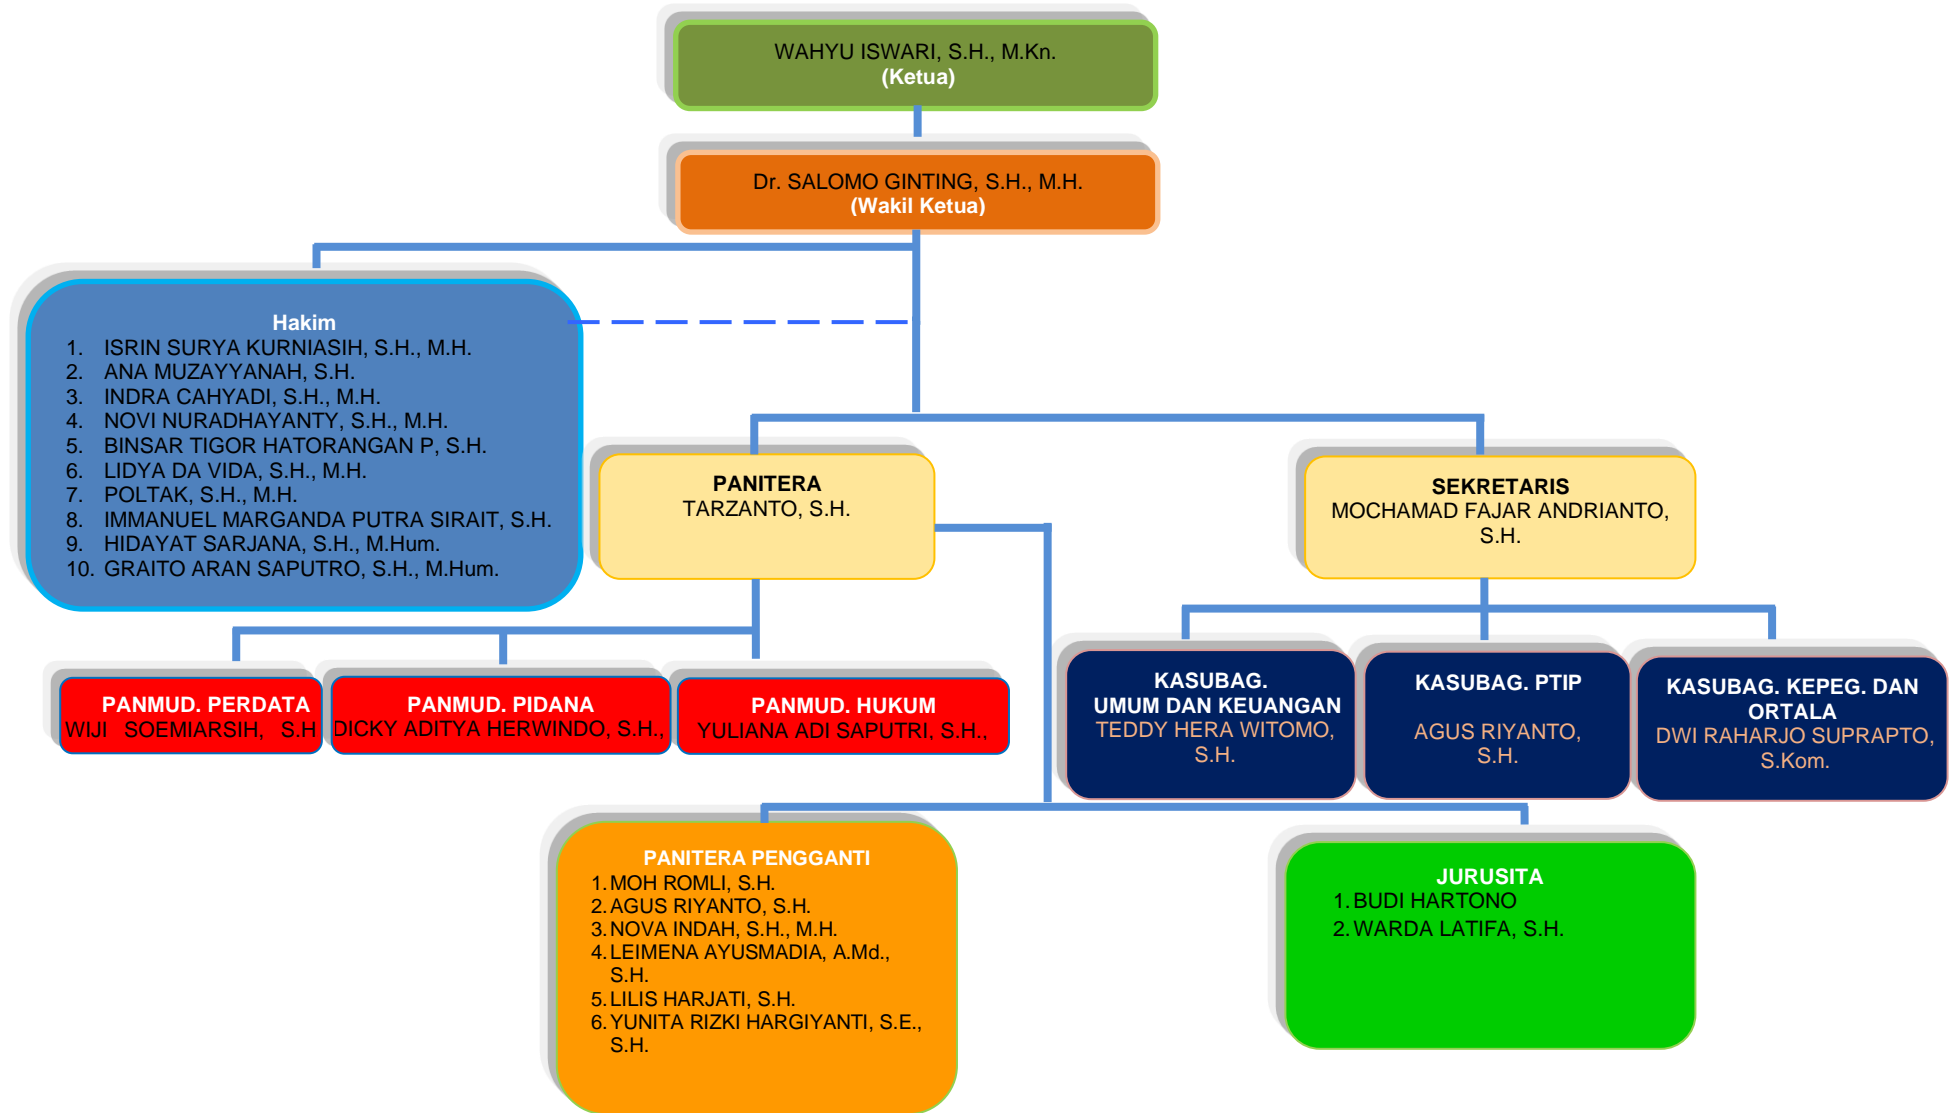 WAHYU ISWARI, S.H., M.Kn.
(Ketua)
Dr. SALOMO GINTING, S.H., M.H.
(Wakil Ketua)
Hakim
1. ISRIN SURYA KURNIASIH, S.H., M.H.
2. ANA MUZAYYANAH, S.H.
3. INDRA CAHYADI, S.H., M.H.
4. NOVI NURADHAYANTY, S.H., M.H.
5. BINSAR TIGOR HATORANGAN P, S.H.
6. LIDYA DA VIDA, S.H., M.H.
7. POLTAK, S.H., M.H.
8. IMMANUEL MARGANDA PUTRA SIRAIT, S.H.
9. HIDAYAT SARJANA, S.H., M.Hum.
10. GRAITO ARAN SAPUTRO, S.H., M.Hum.
PANITERA
TARZANTO, S.H.
SEKRETARIS
MOCHAMAD FAJAR ANDRIANTO,
S.H.
PANMUD. PERDATA
WIJI SOEMIARSIH, S.H
PANMUD. PIDANA
DICKY ADITYA HERWINDO, S.H.,
PANMUD. HUKUM
YULIANA ADI SAPUTRI, S.H.,
KASUBAG.
UMUM DAN KEUANGAN
TEDDY HERA WITOMO,
S.H.
KASUBAG. PTIP
AGUS RIYANTO,
S.H.
KASUBAG. KEPEG. DAN
ORTALA
DWI RAHARJO SUPRAPTO,
S.Kom.
PANITERA PENGGANTI
1. MOH ROMLI, S.H.
2. AGUS RIYANTO, S.H.
3. NOVA INDAH, S.H., M.H.
4. LEIMENA AYUSMADIA, A.Md.,
S.H.
5. LILIS HARJATI, S.H.
6. YUNITA RIZKI HARGIYANTI, S.E.,
S.H.
JURUSITA
1. BUDI HARTONO
2. WARDA LATIFA, S.H.